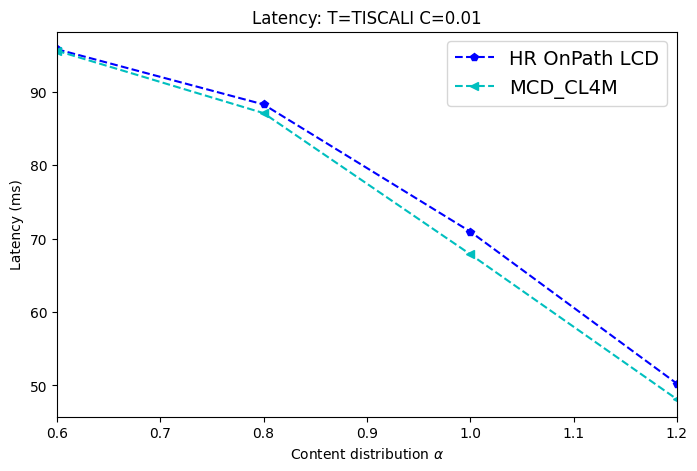 Latency: T=TISCALI C=0.01
HR OnPath LCD
MCD_CL4M
Latency (ms)
90
80
70
60
50
0.6 0.7 0.8 0.9 1.0 1.1 1.2
Content distribution α